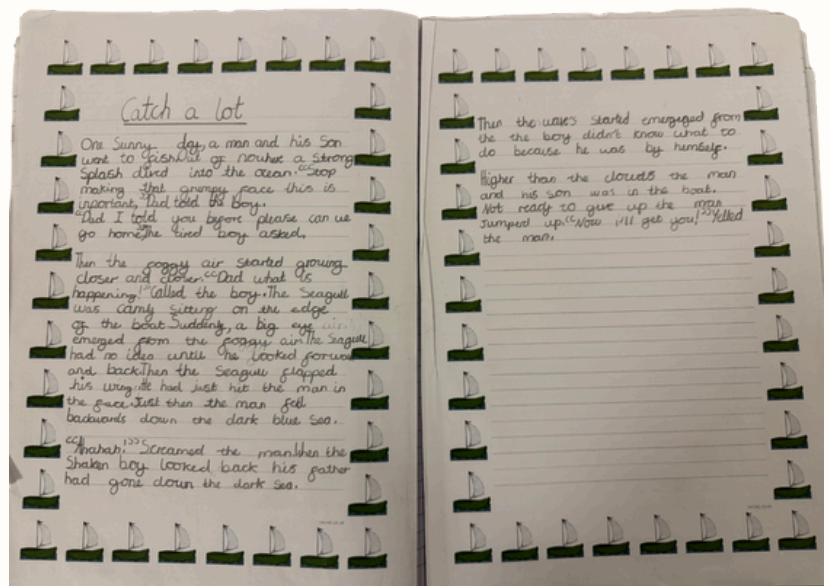 Catch a lot
One Sunny day, a man and his Son
went to fish. Out of nowhere a strong
Splash dived into the ocean. "Stop
making that grumpy face this is
inportant," Dad told the boy.
"Dad I told you before please can we
go home" The tired boy asked.
Then the foggy air started growing
closer and closer. "Dad what is
happening!" Called the boy. The Seagull
was camly sitting on the edge
of the boat. Suddenly, a big eye
emerged from the foggy air. The Seagull
had no idea until he looked forward
and back. Then the Seagull flapped
his wing. He had just hit the man in
the face. Just then the man fell
backwards down the dark blue sea.
"Ahahah!" Screamed the man. When the
Shaken boy looked back his father
had gone down the dark sea.
Then the waves started emergeged from
the the boy didn't know what to
do because he was by himself.
Higher than the clouds the man
and his son was in the boat.
Not ready to give up the man
Jumped up. "Now i'll get you!" Yelled
the man.